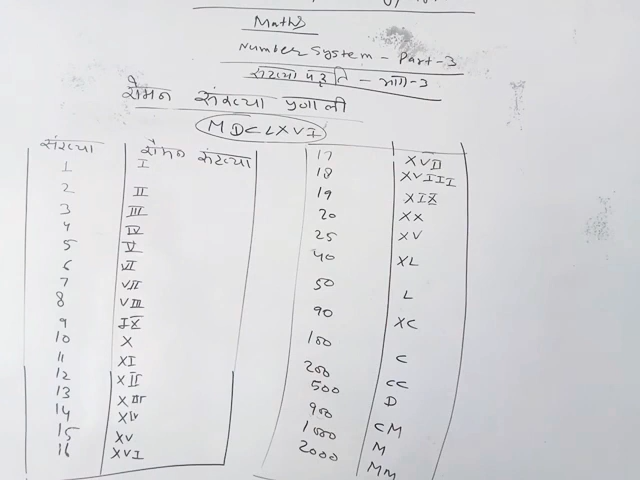 Maths
Number System - Part-3
संख्या पद्धति - भाग-3
रोमन संख्या प्रणाली
MDCLXVI
संख्या रोमन संख्या
1 I
2 II
3 III
4 IV
5 V
6 VI
7 VII
8 VIII
9 IX
10 X
11 XI
12 XII
13 XIII
14 XIV
15 XV
16 XVI
17 XVII
18 XVIII
19 XIX
20 XX
25 XV
40 XL
50 L
90 XC
100 C
200 CC
500 D
900 CM
1000 M
2000 MM